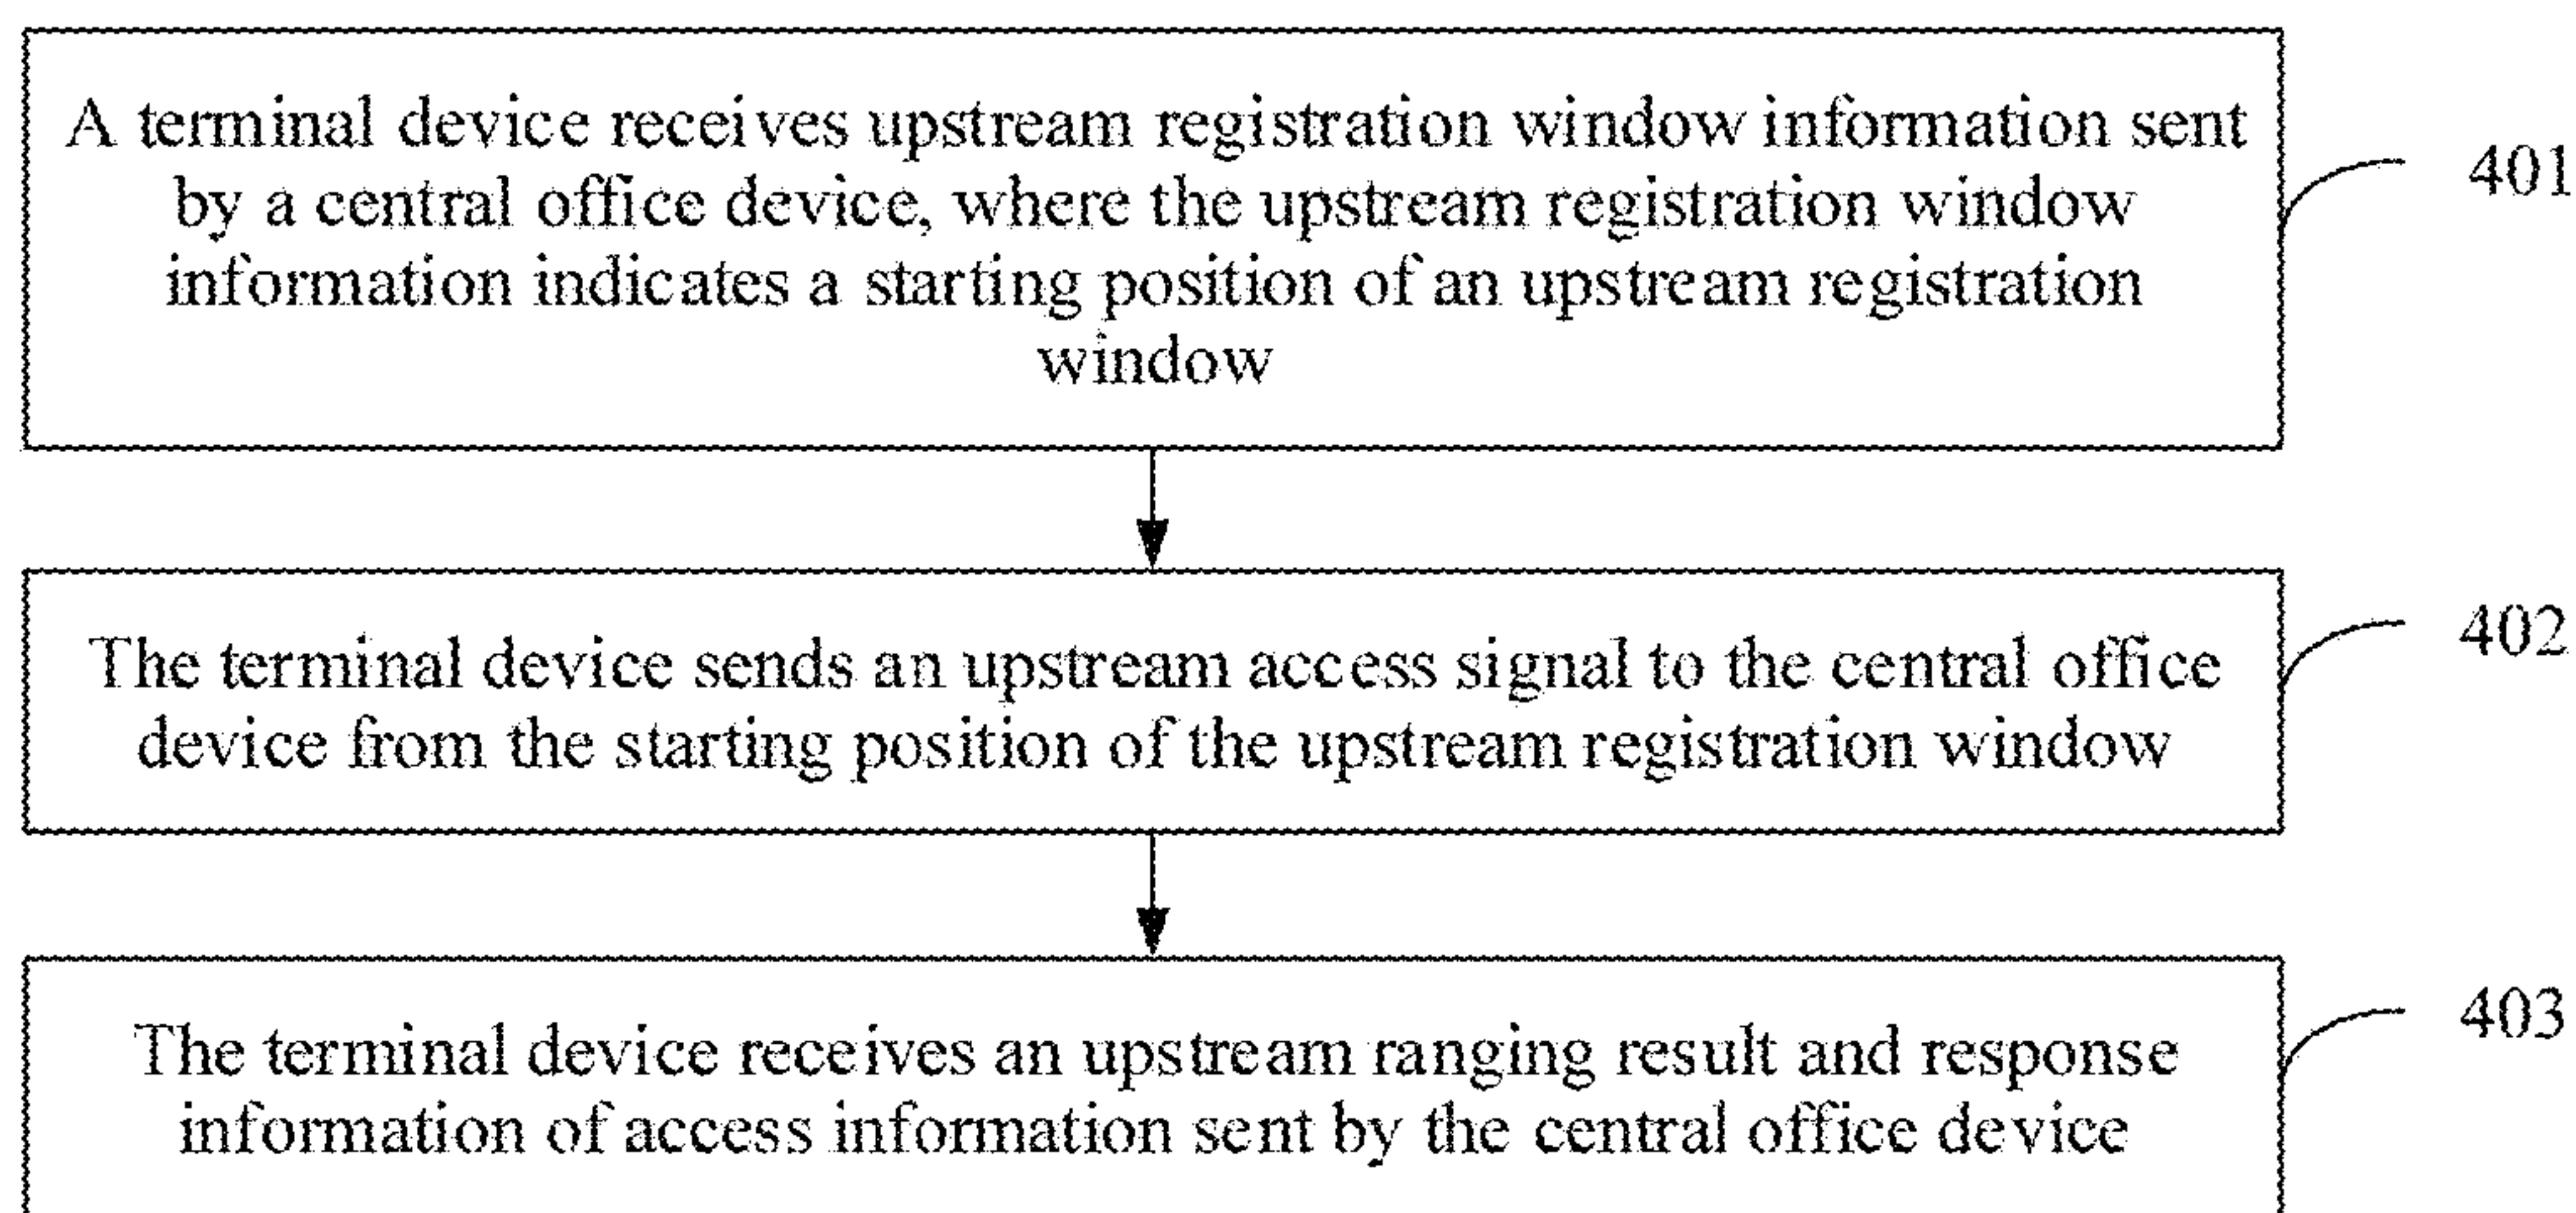 A terminal device receives upstream registration window information sent
by a central office device, where the upstream registration window
information indicates a starting position of an upstream registration
window
401
The terminal device sends an upstream access signal to the central office
device from the starting position of the upstream registration window
402
The terminal device receives an upstream ranging result and response
information of access information sent by the central office device
403